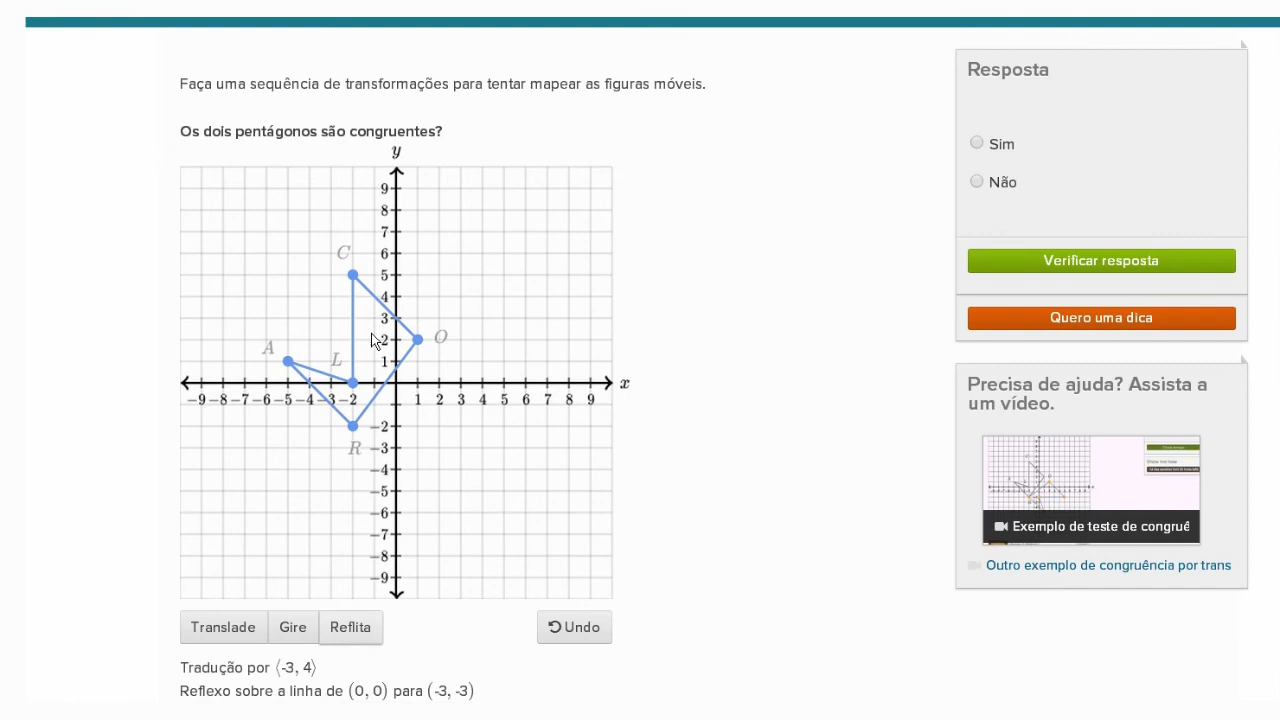 Faça uma sequência de transformações para tentar mapear as figuras móveis.
Os dois pentágonos são congruentes?
y
9
8
7
6
5
4
3
2
1
C
O
A
L
R
x
−9 −8 −7 −6 −5 −4 −3 −2 1 2 3 4 5 6 7 8 9
−2
−3
−4
−5
−6
−7
−8
−9
Translade Gire Reflita Undo
Tradução por ⟨-3, 4⟩
Reflexo sobre a linha de (0, 0) para (-3, -3)
Resposta
Sim
Não
Verificar resposta
Quero uma dica
Precisa de ajuda? Assista a
um vídeo.
Exemplo de teste de congruê
Outro exemplo de congruência por trans